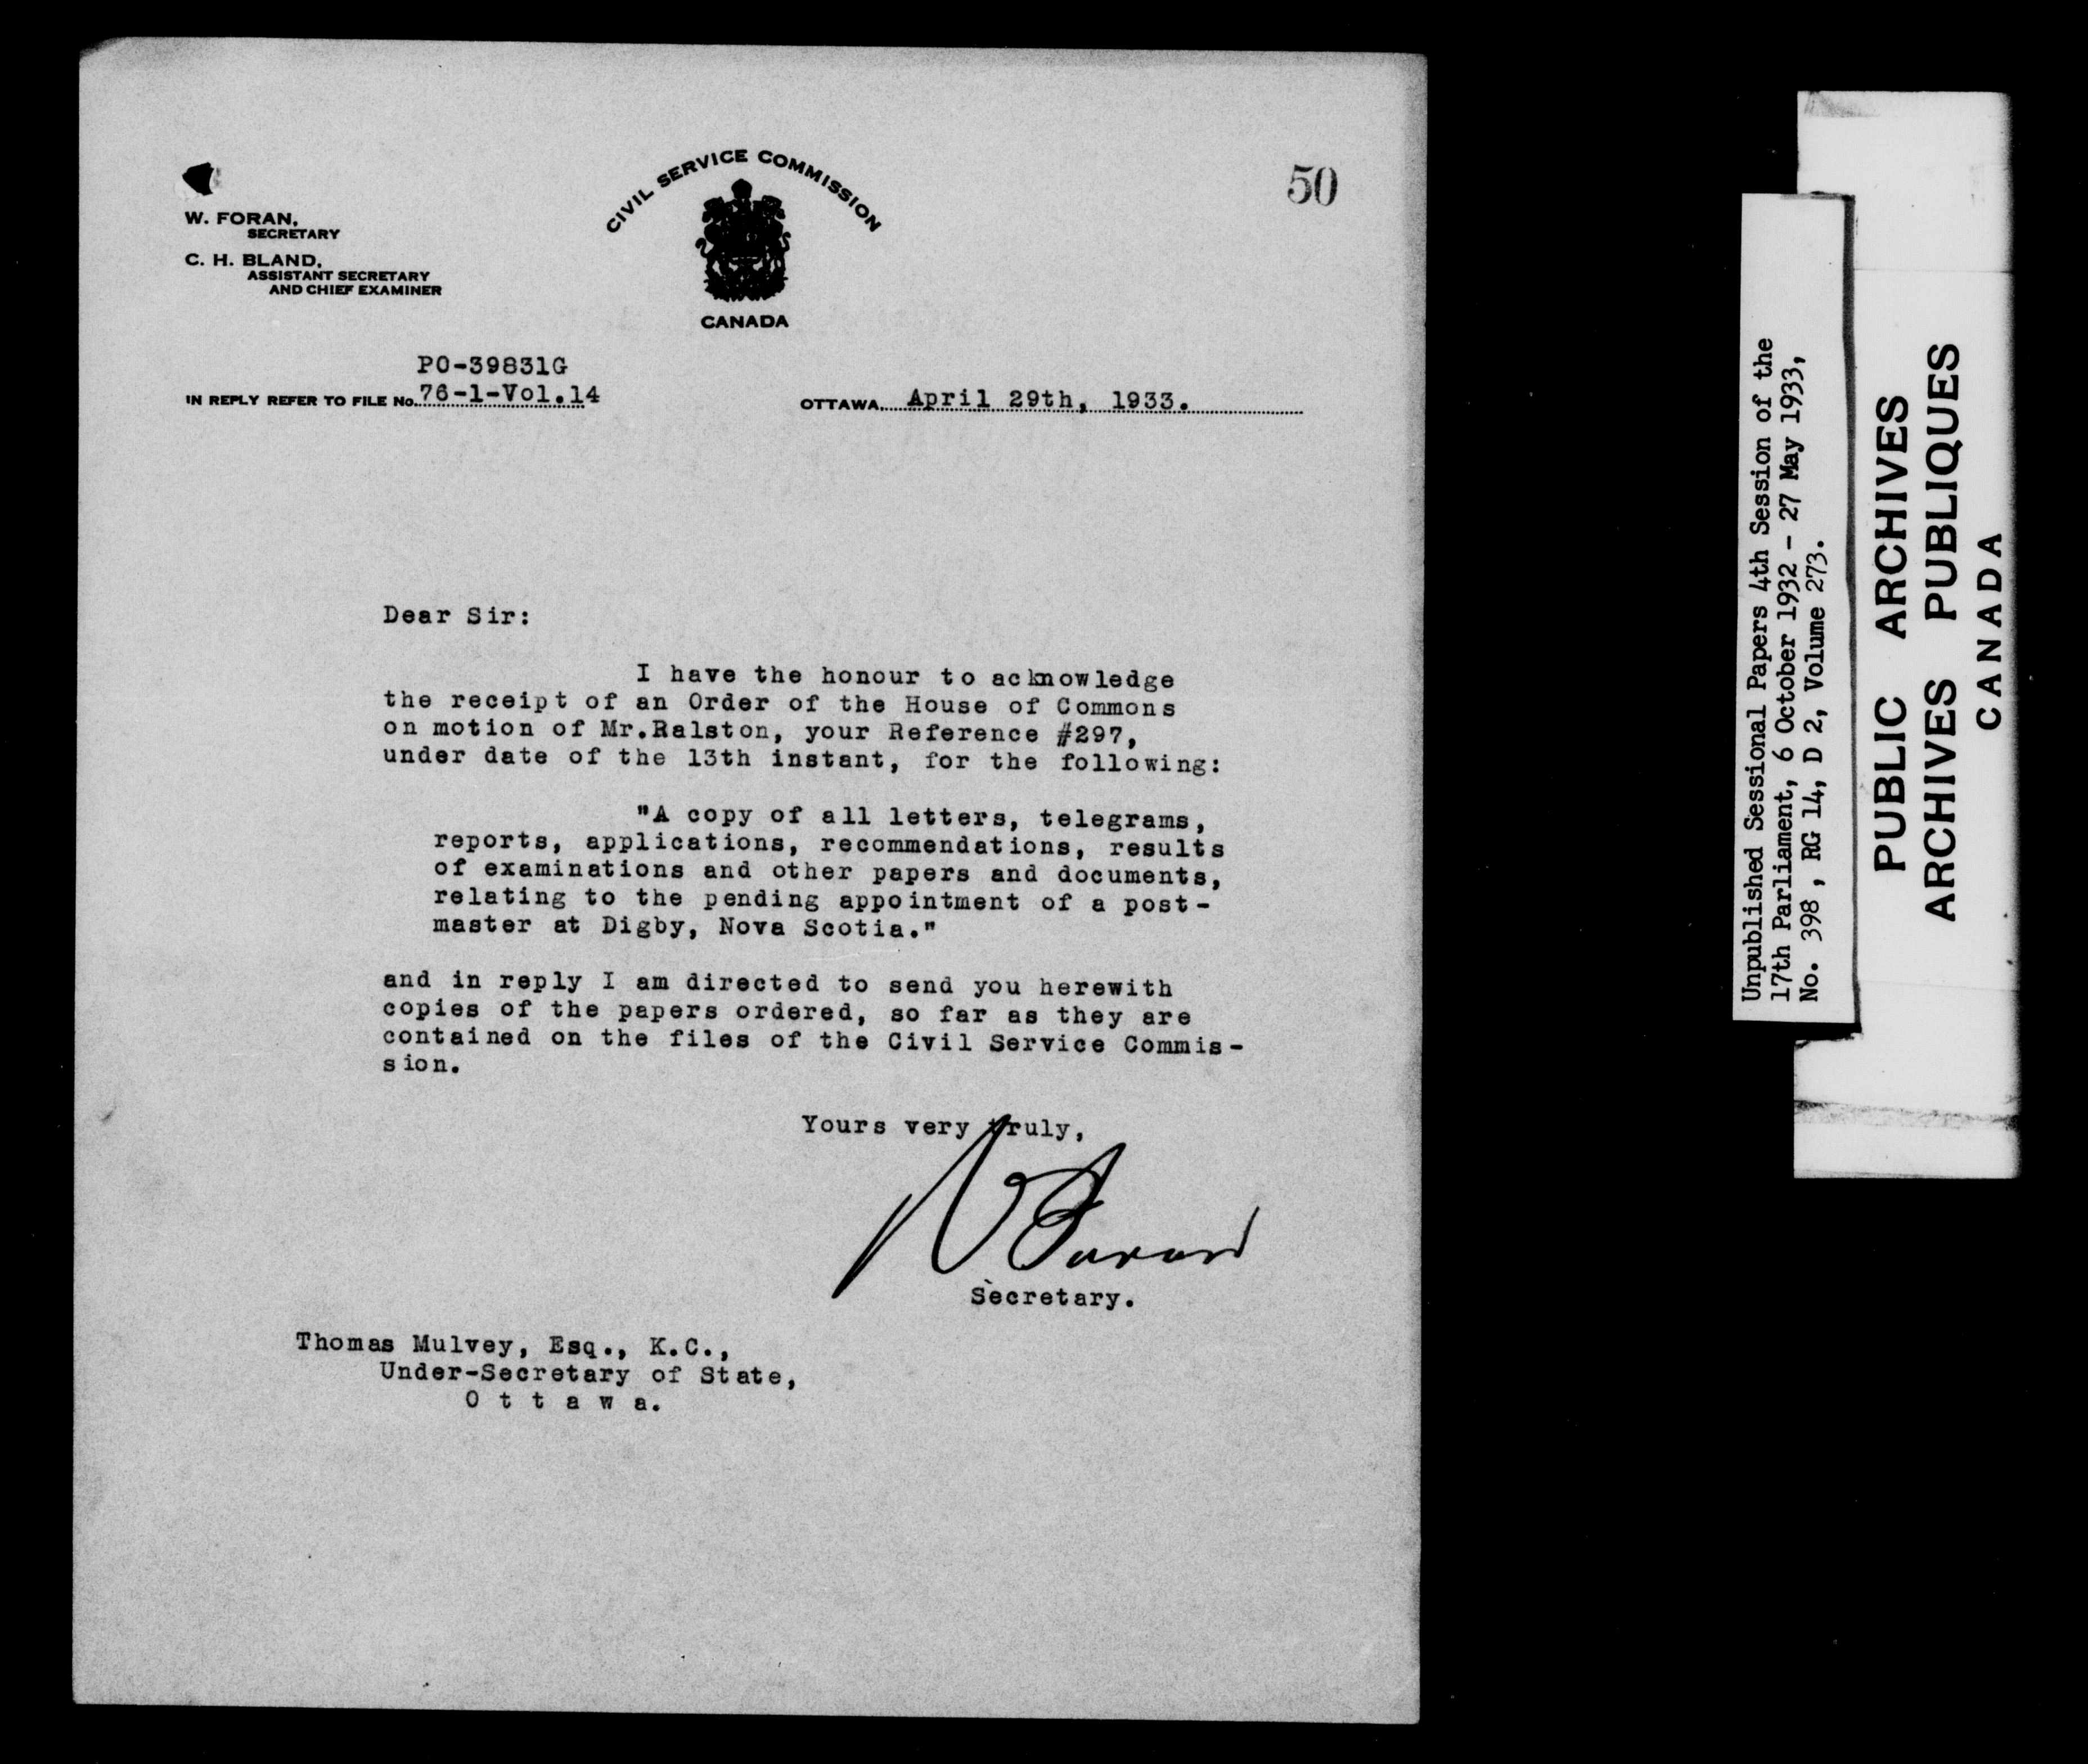 50
CIVIL SERVICE COMMISSION
CANADA
W. FORAN,
SECRETARY
C. H. BLAND,
ASSISTANT SECRETARY
AND CHIEF EXAMINER
PO-39831G
IN REPLY REFER TO FILE No. 76-1-Vol.14
OTTAWA April 29th, 1933.
Dear Sir:
I have the honour to acknowledge
the receipt of an Order of the House of Commons
on motion of Mr.Ralston, your Reference #297,
under date of the 13th instant, for the following:
"A copy of all letters, telegrams,
reports, applications, recommendations, results
of examinations and other papers and documents,
relating to the pending appointment of a post-
master at Digby, Nova Scotia."
and in reply I am directed to send you herewith
copies of the papers ordered, so far as they are
contained on the files of the Civil Service Commis-
sion.
Yours very truly,
W Foran
Secretary.
Thomas Mulvey, Esq., K.C.,
Under-Secretary of State,
O t t a w a.
Unpublished Sessional Papers 4th Session of the
17th Parliament, 6 October 1932 - 27 May 1933,
No. 398, RG 14, D 2, Volume 273.
PUBLIC ARCHIVES
ARCHIVES PUBLIQUES
CANADA